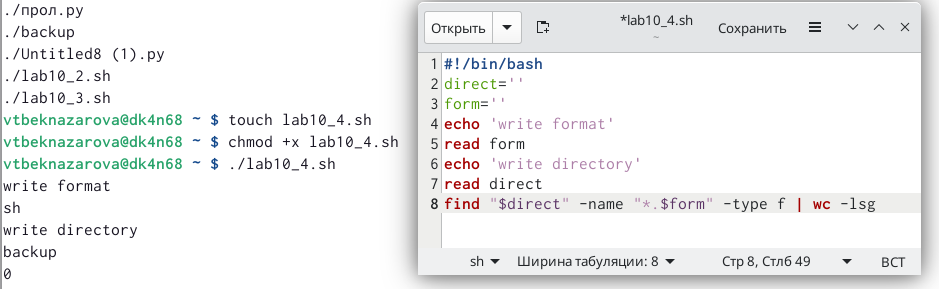 ./прол.py
./backup
./Untitled8 (1).py
./lab10_2.sh
./lab10_3.sh
vtbeknazarova@dk4n68 ~ $ touch lab10_4.sh
vtbeknazarova@dk4n68 ~ $ chmod +x lab10_4.sh
vtbeknazarova@dk4n68 ~ $ ./lab10_4.sh
write format
sh
write directory
backup
0
Открыть
*lab10_4.sh
~
Сохранить
1 #!/bin/bash
2 direct=''
3 form=''
4 echo 'write format'
5 read form
6 echo 'write directory'
7 read direct
8 find "$direct" -name "*.$form" -type f | wc -lsg
sh
Ширина табуляции: 8
Стр 8, Стлб 49
ВСТ